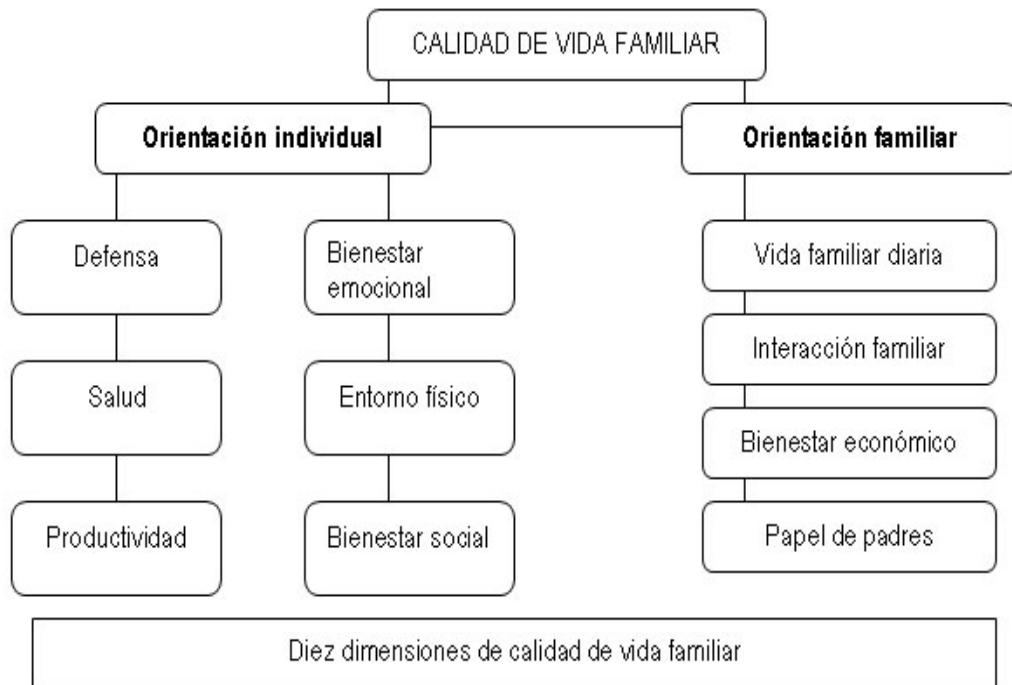 CALIDAD DE VIDA FAMILIAR
Orientación individual
Orientación familiar
Defensa
Bienestar
emocional
Vida familiar diaria
Interacción familiar
Salud
Entorno físico
Bienestar económico
Productividad
Bienestar social
Papel de padres
Diez dimensiones de calidad de vida familiar